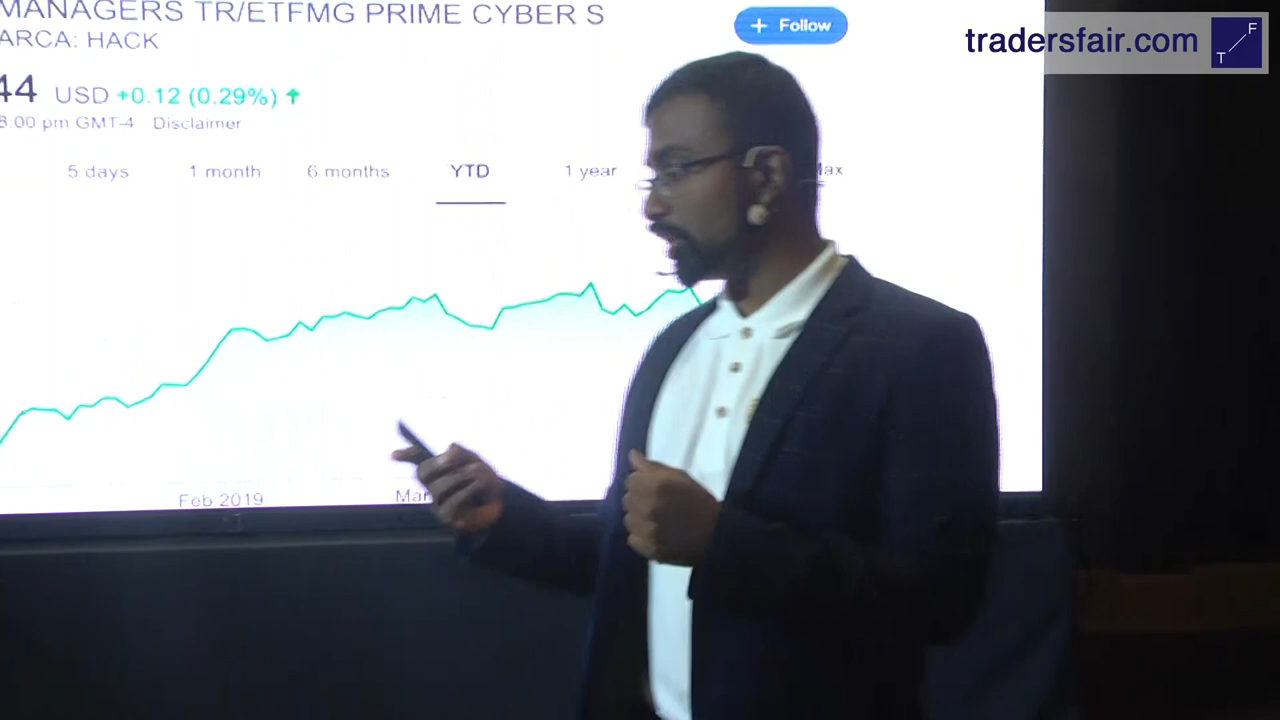 MANAGERS TR/ETFMG PRIME CYBER S
ARCA: HACK
+ Follow
tradersfair.com
T F
44 USD +0.12 (0.29%) ↑
8:00 pm GMT-4 Disclaimer
5 days 1 month 6 months YTD 1 year Max
Feb 2019 Mar